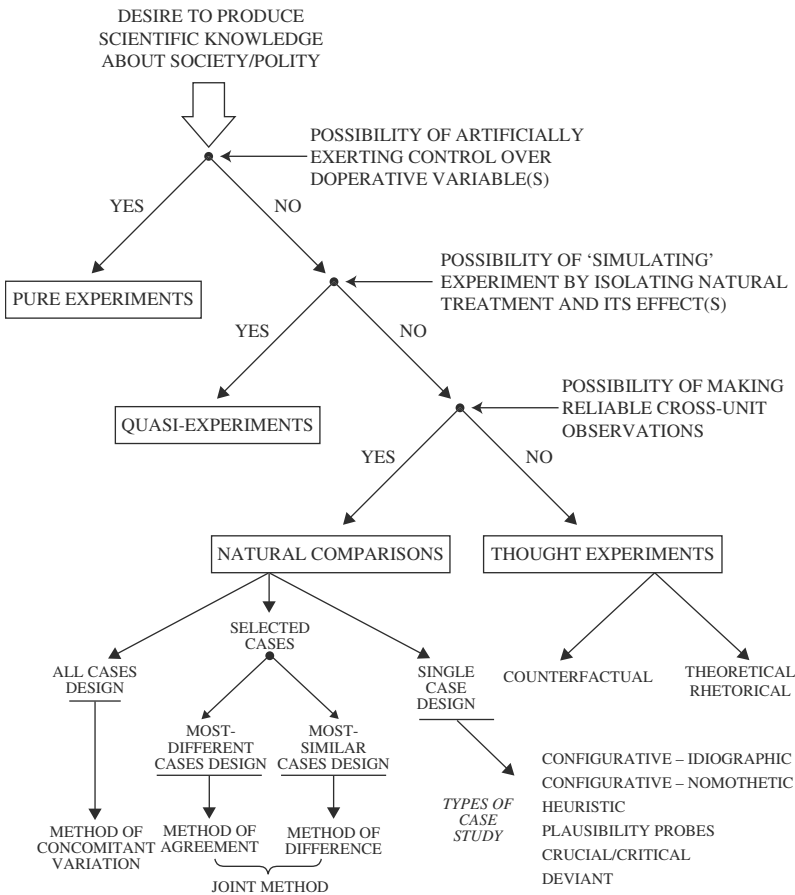 DESIRE TO PRODUCE
SCIENTIFIC KNOWLEDGE
ABOUT SOCIETY/POLITY
POSSIBILITY OF ARTIFICIALLY
EXERTING CONTROL OVER
DOPERATIVE VARIABLE(S)
YES
NO
PURE EXPERIMENTS
POSSIBILITY OF ‘SIMULATING’
EXPERIMENT BY ISOLATING NATURAL
TREATMENT AND ITS EFFECT(S)
YES
NO
QUASI-EXPERIMENTS
POSSIBILITY OF MAKING
RELIABLE CROSS-UNIT
OBSERVATIONS
YES
NO
NATURAL COMPARISONS
THOUGHT EXPERIMENTS
ALL CASES
DESIGN
SELECTED
CASES
SINGLE
CASE
DESIGN
COUNTERFACTUAL
THEORETICAL
RHETORICAL
MOST-
DIFFERENT
CASES DESIGN
MOST-
SIMILAR
CASES DESIGN
METHOD OF
CONCOMITANT
VARIATION
METHOD OF
AGREEMENT
METHOD OF
DIFFERENCE
JOINT METHOD
TYPES OF
CASE
STUDY
CONFIGURATIVE – IDIOGRAPHIC
CONFIGURATIVE – NOMOTHETIC
HEURISTIC
PLAUSIBILITY PROBES
CRUCIAL/CRITICAL
DEVIANT